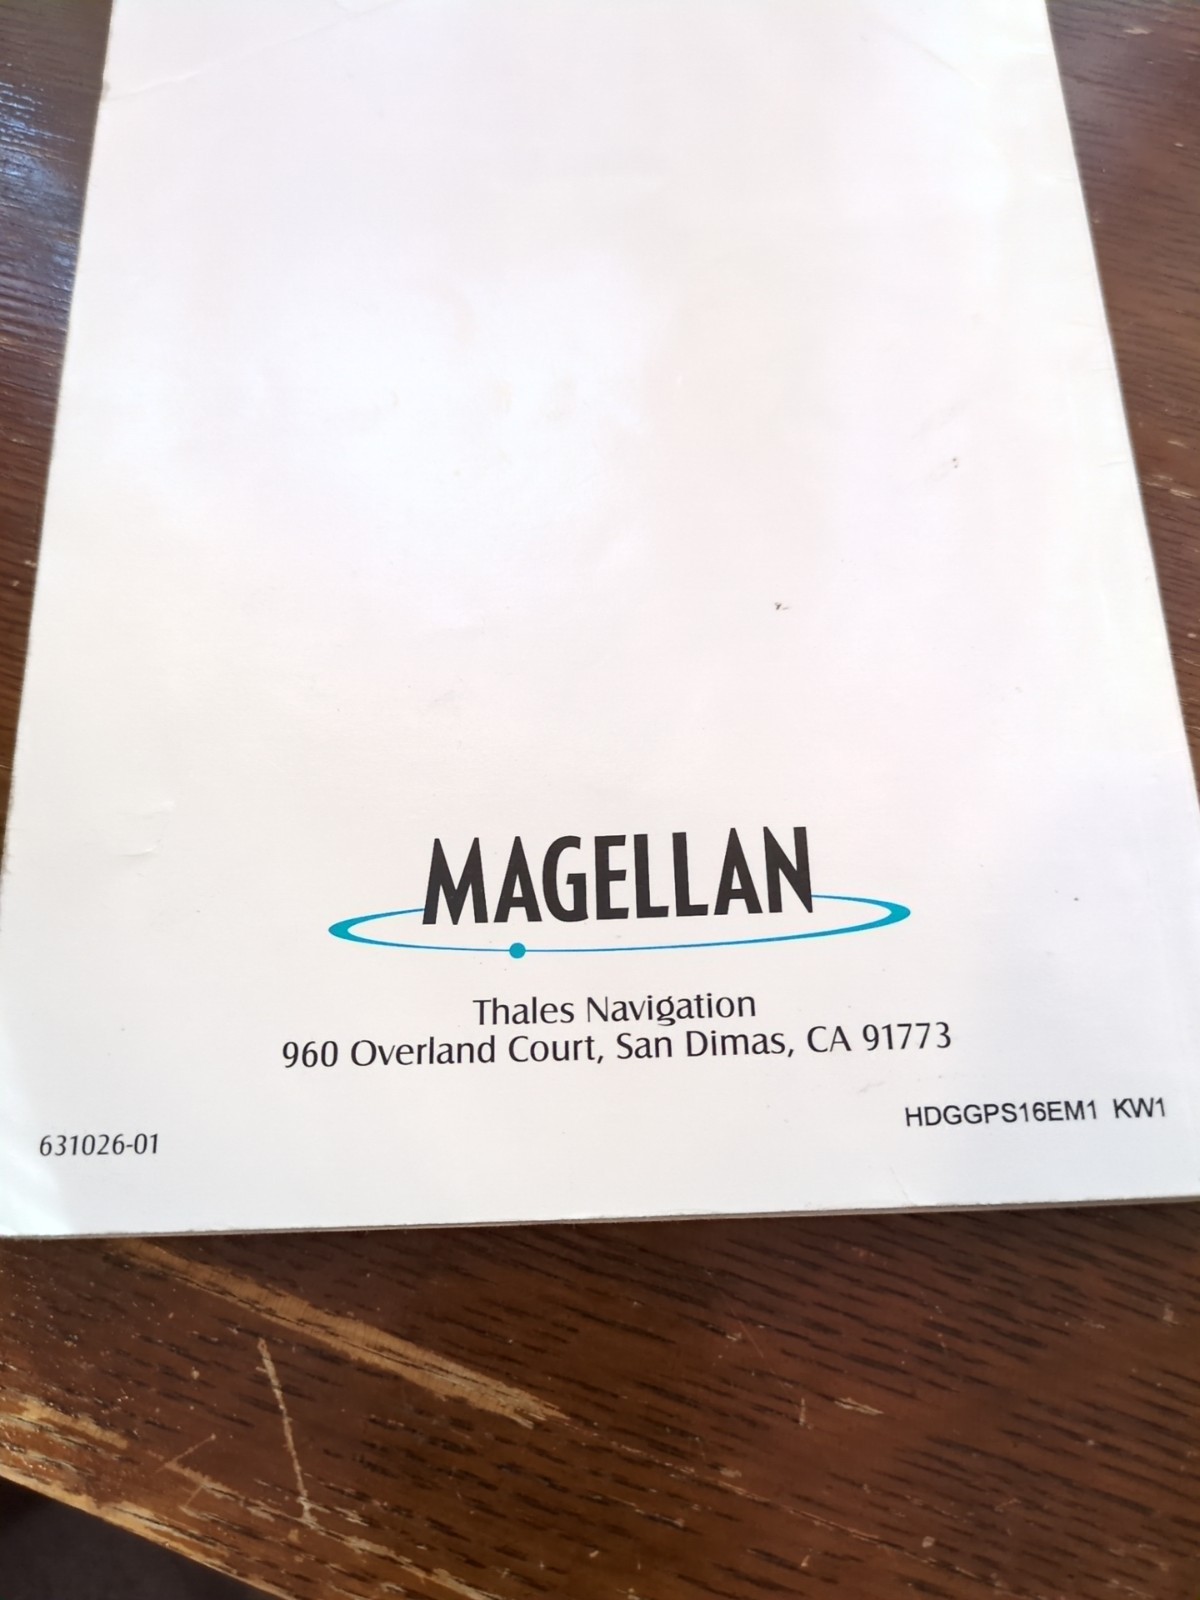 MAGELLAN
Thales Navigation
960 Overland Court, San Dimas, CA 91773
HDGGPS16EM1 KW1
631026-01